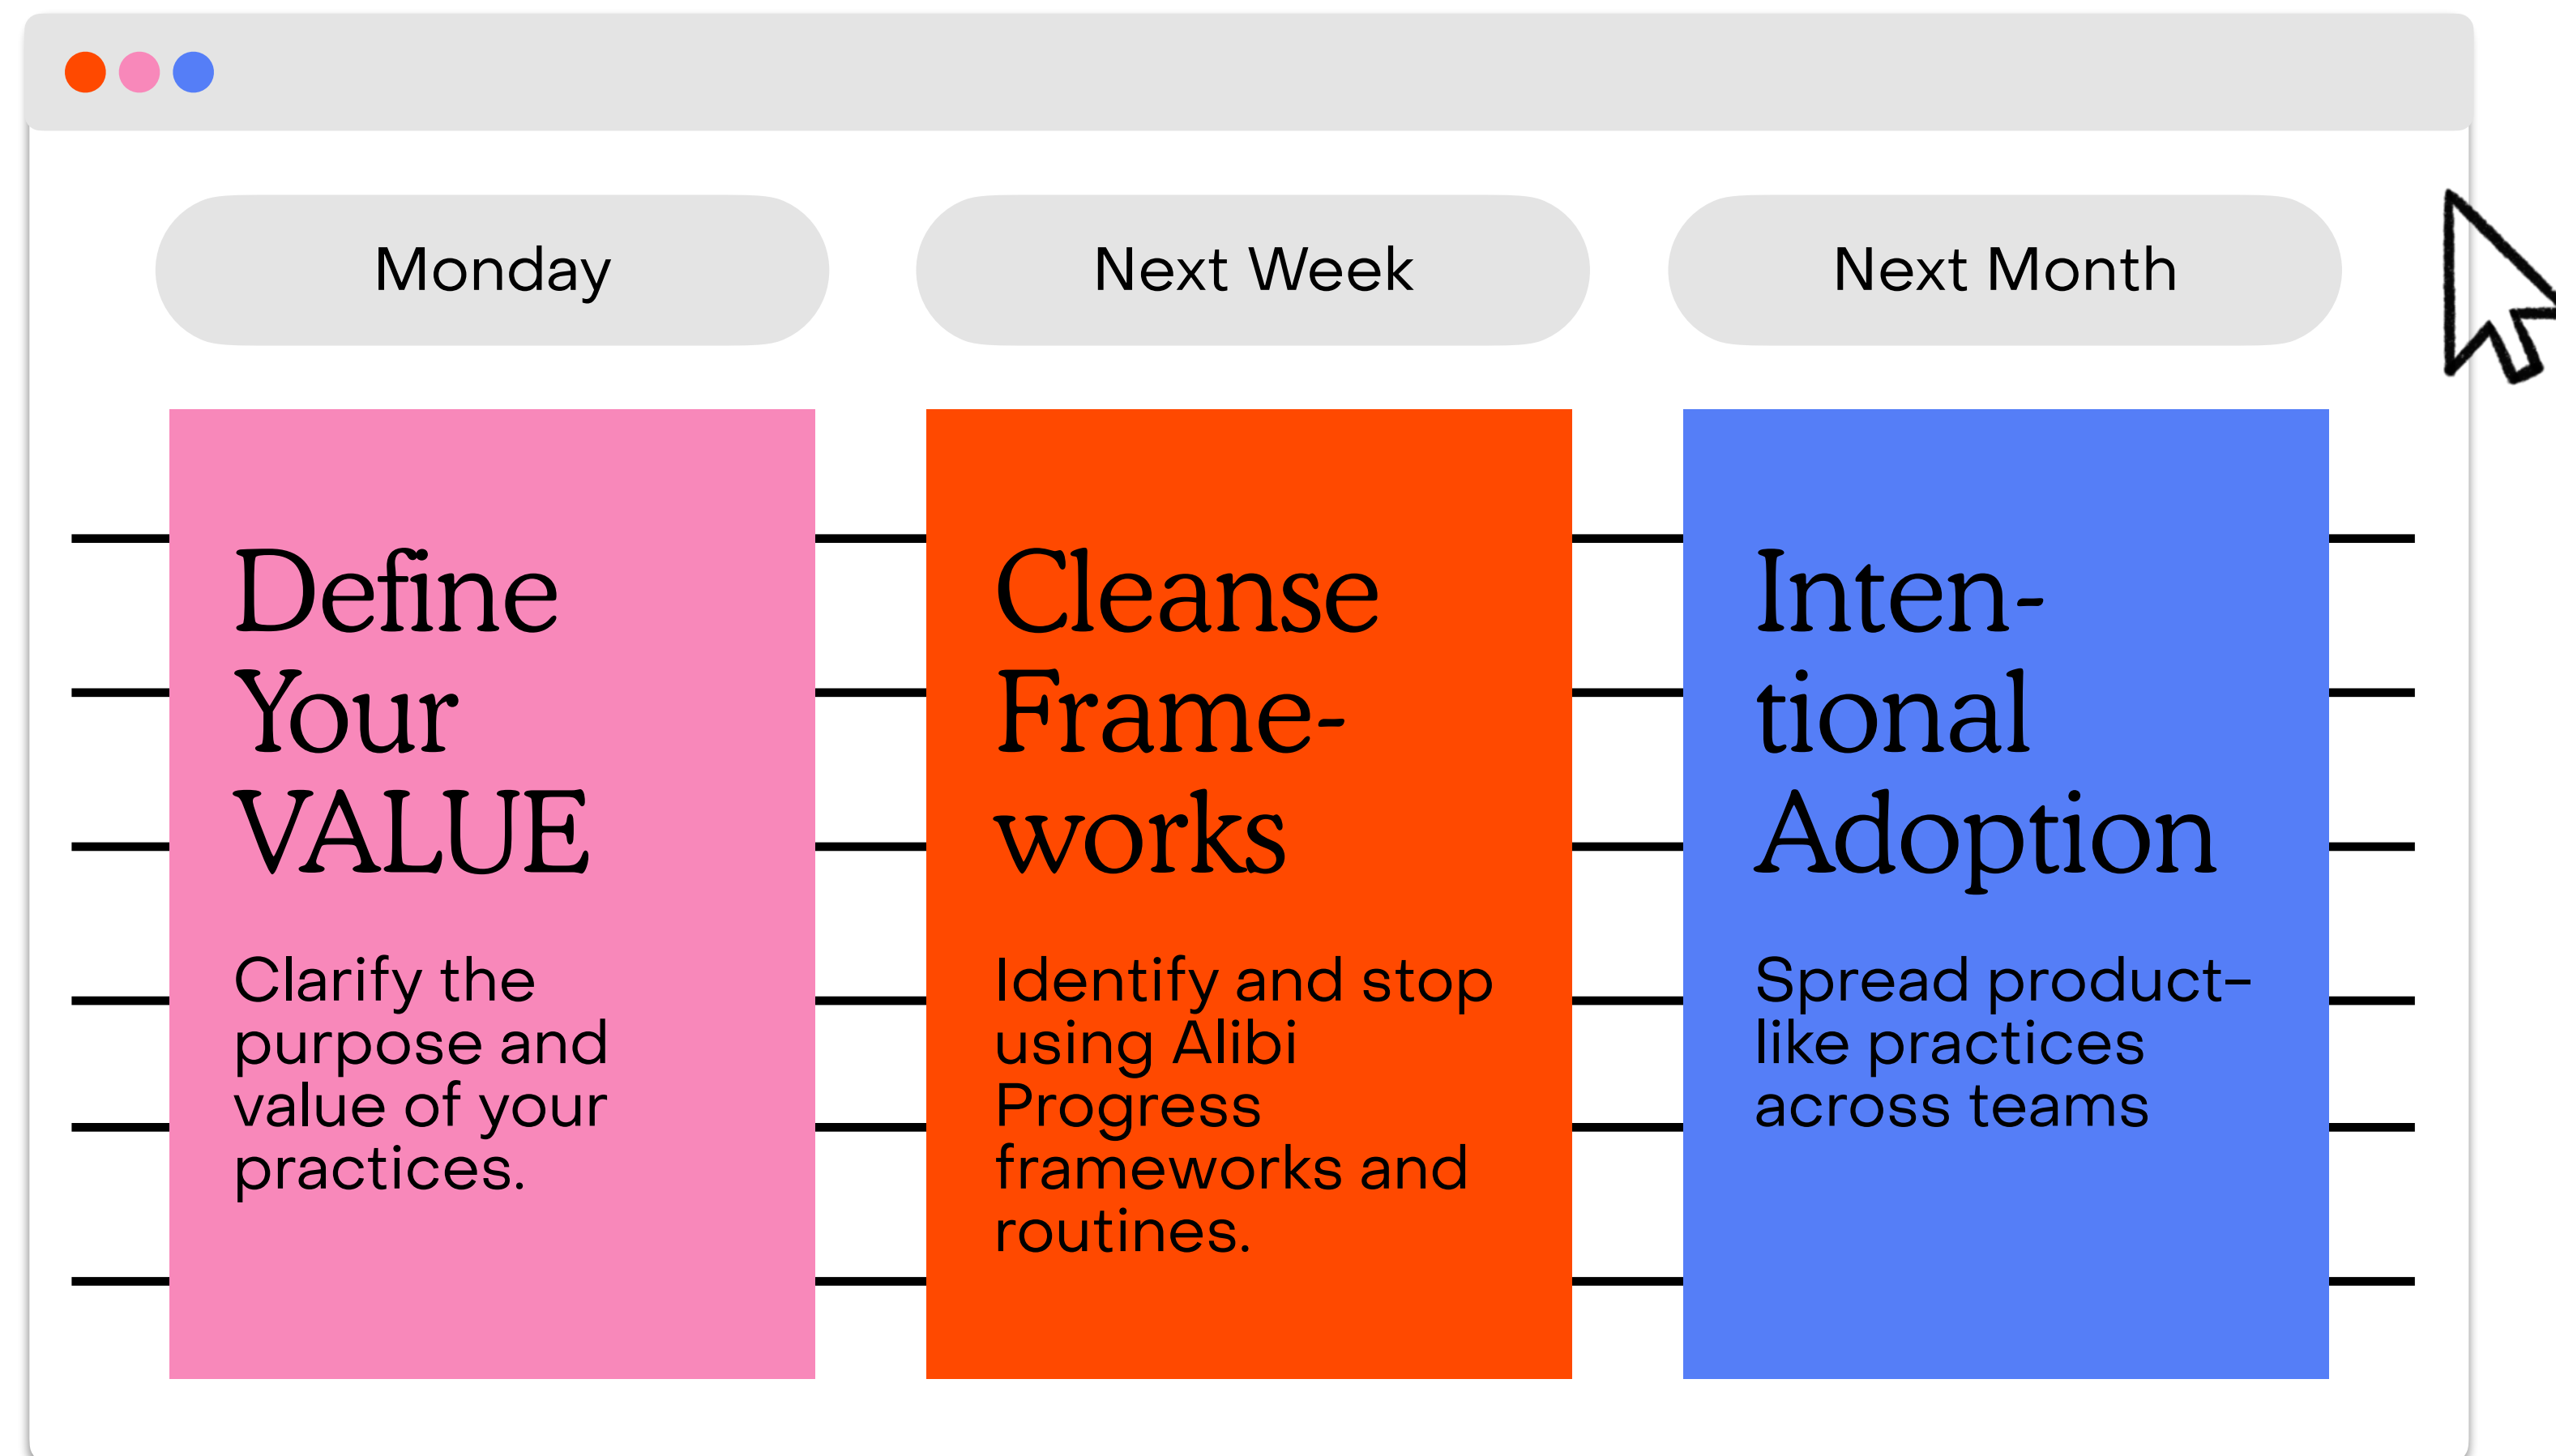 Monday
Next Week
Next Month
Define
Your
VALUE
Clarify the
purpose and
value of your
practices.
Cleanse
Frame-
works
Identify and stop
using Alibi
Progress
frameworks and
routines.
Inten-
tional
Adoption
Spread product-
like practices
across teams